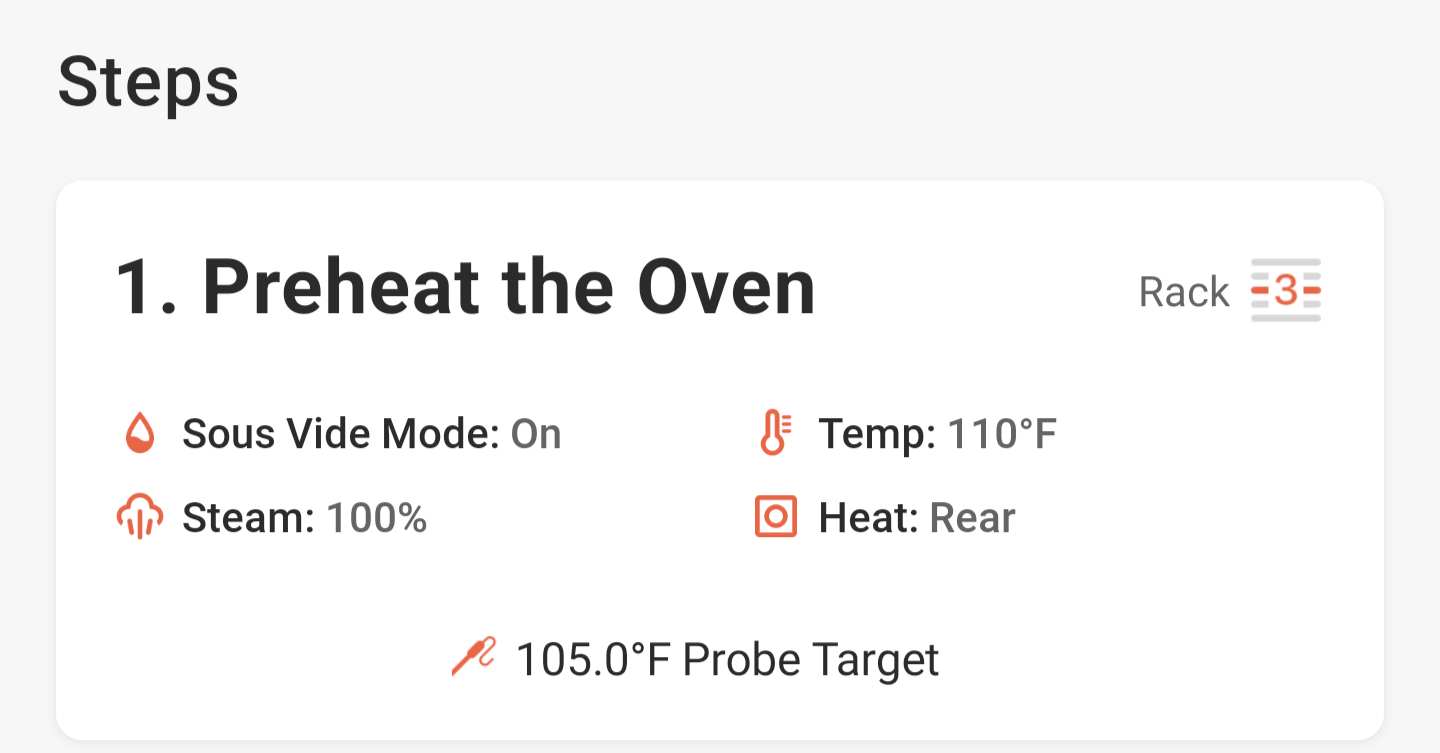 Steps
1. Preheat the Oven
Rack 3
Sous Vide Mode: On
Temp: 110°F
Steam: 100%
Heat: Rear
105.0°F Probe Target